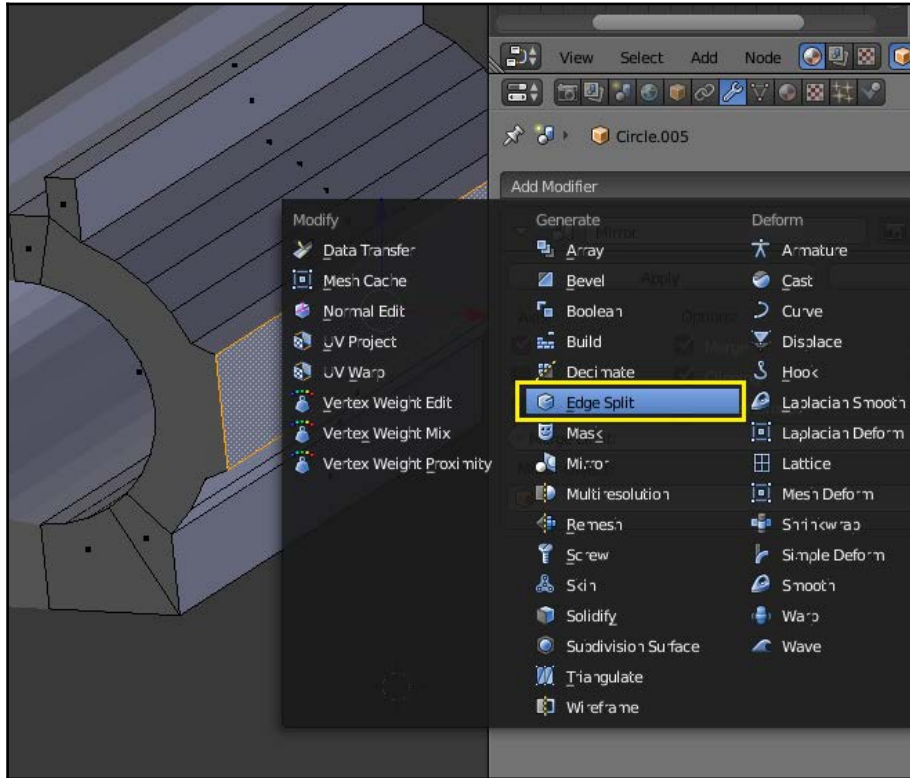 View Select Add Node
Circle.005
Add Modifier
Modify
Data Transfer
Mesh Cache
Normal Edit
UV Project
UV Warp
Vertex Weight Edit
Vertex Weight Mix
Vertex Weight Proximity
Generate
Array
Bevel
Boolean
Build
Decimate
Edge Split
Mask
Mirror
Multiresolution
Remesh
Screw
Skin
Solidify
Subdivision Surface
Triangulate
Wireframe
Deform
Armature
Cast
Curve
Displace
Hook
Laplacian Smooth
Laplacian Deform
Lattice
Mesh Deform
Shrinkwrap
Simple Deform
Smooth
Warp
Wave
Mirror
Apply